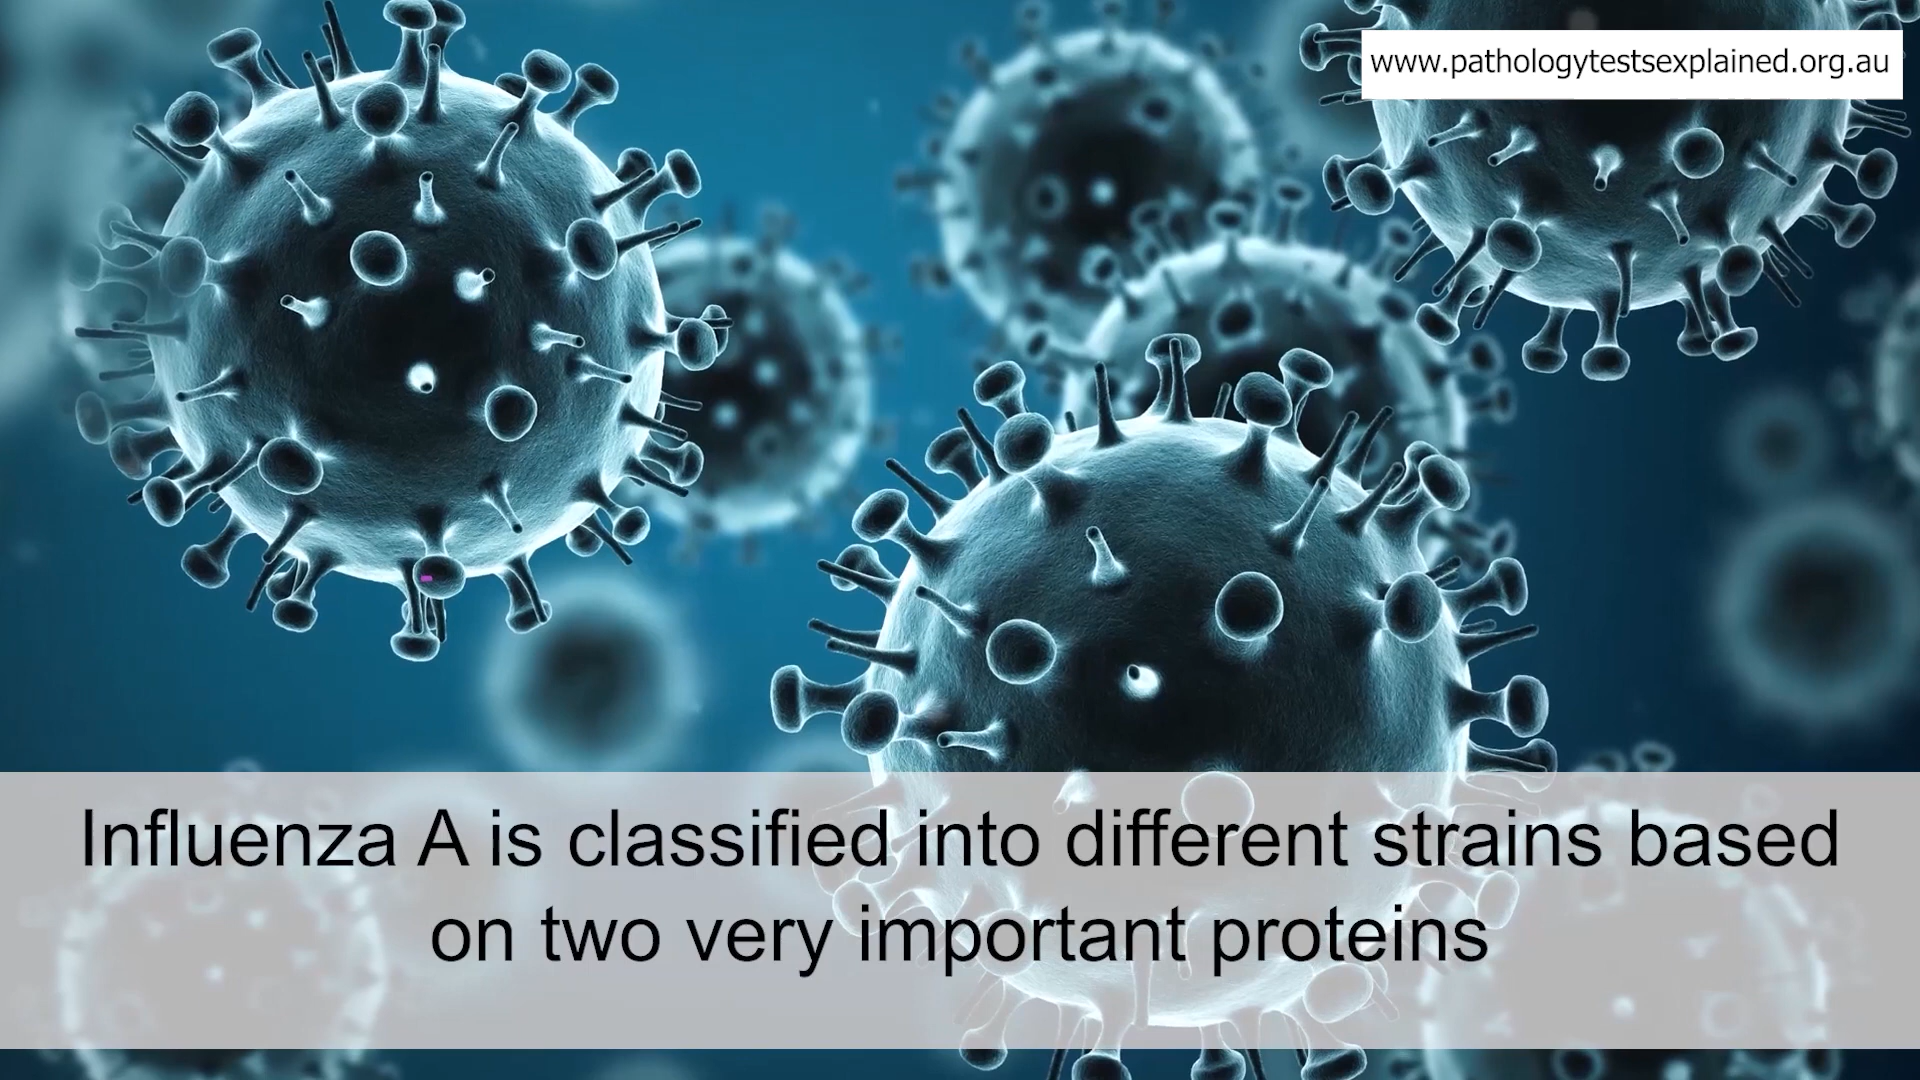 www.pathologytestsexplained.org.au
Influenza A is classified into different strains based
on two very important proteins